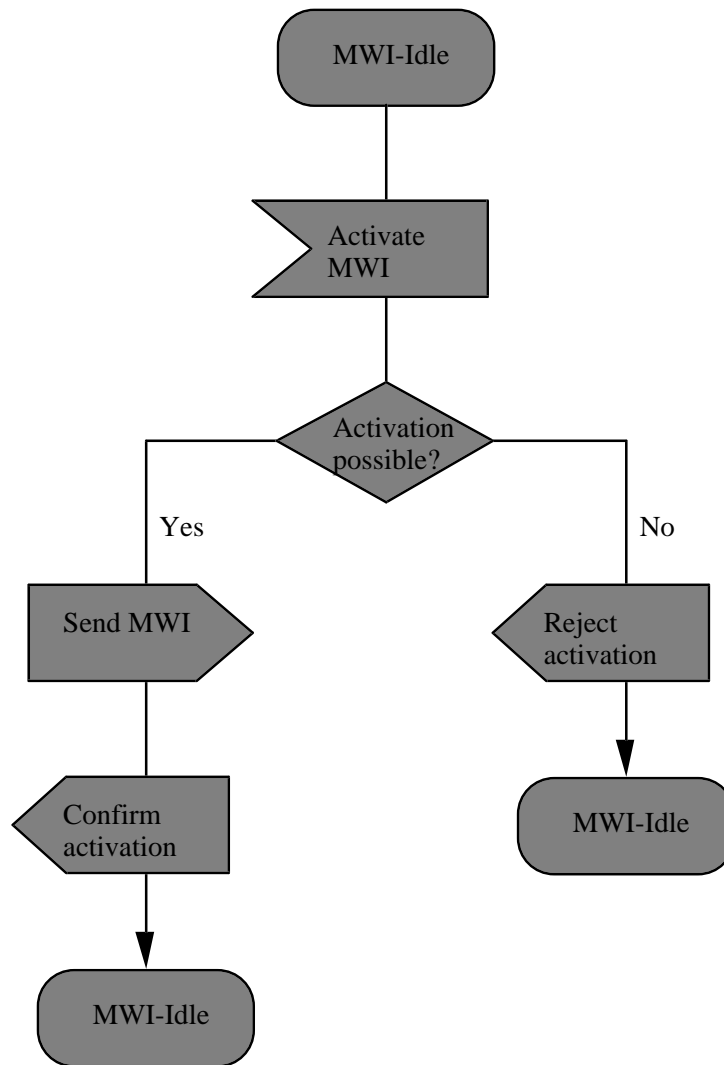 MWI-Idle
Activate
MWI
Activation
possible?
Yes
No
Send MWI
Reject
activation
Confirm
activation
MWI-Idle
MWI-Idle